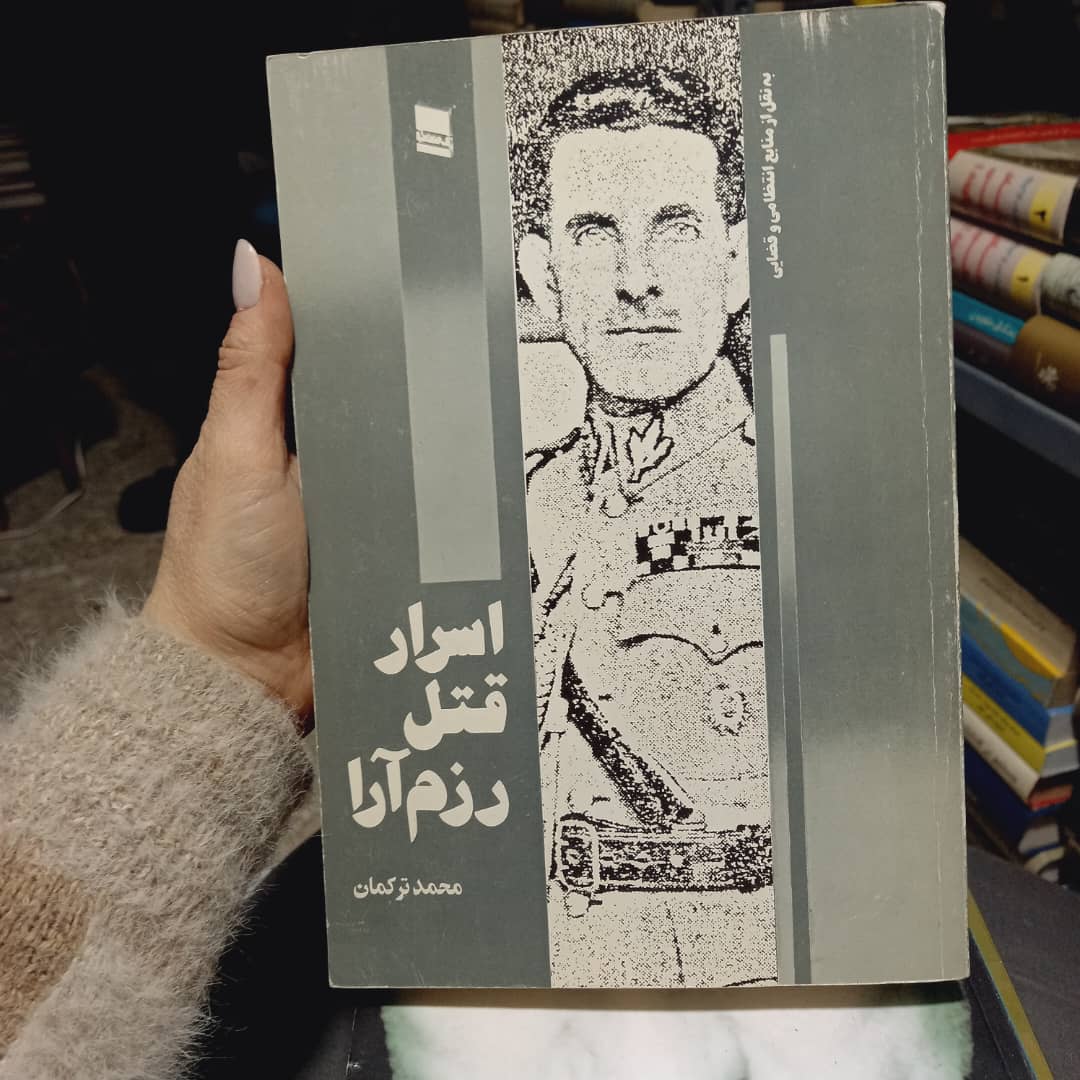 به نقل از منابع انتظامی و قضایی
اسرار
قتل
رزم‌آرا
محمد ترکمان